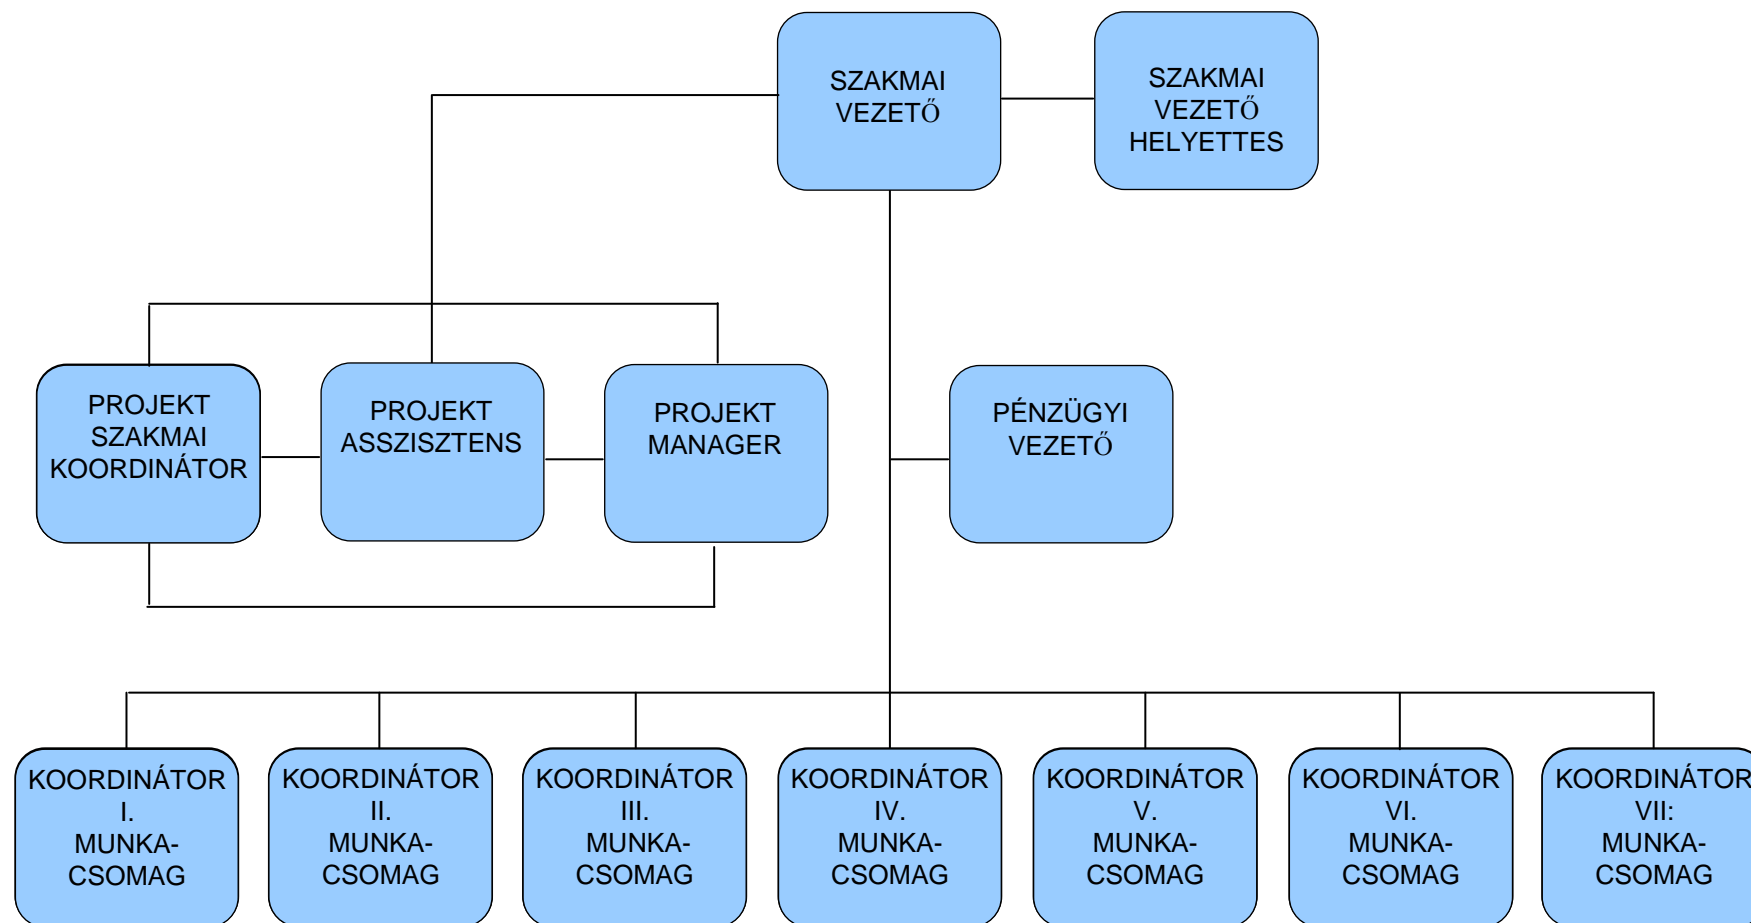 SZAKMAI
VEZETŐ
SZAKMAI
VEZETŐ
HELYETTES
PROJEKT
SZAKMAI
KOORDINÁTOR
PROJEKT
ASSZISZTENS
PROJEKT
MANAGER
PÉNZÜGYI
VEZETŐ
KOORDINÁTOR
I.
MUNKA-
CSOMAG
KOORDINÁTOR
II.
MUNKA-
CSOMAG
KOORDINÁTOR
III.
MUNKA-
CSOMAG
KOORDINÁTOR
IV.
MUNKA-
CSOMAG
KOORDINÁTOR
V.
MUNKA-
CSOMAG
KOORDINÁTOR
VI.
MUNKA-
CSOMAG
KOORDINÁTOR
VII:
MUNKA-
CSOMAG